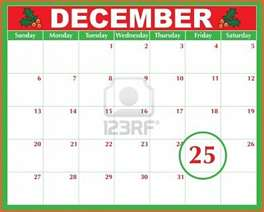 DECEMBER
Sunday Monday Tuesday Wednesday Thursday Friday Saturday
1 2 3 4 5
6 7 8 9 10 11 12
13 14 15 16 17 18 19
123RF
20 21 22 23 25 26
27 28 29 30 31